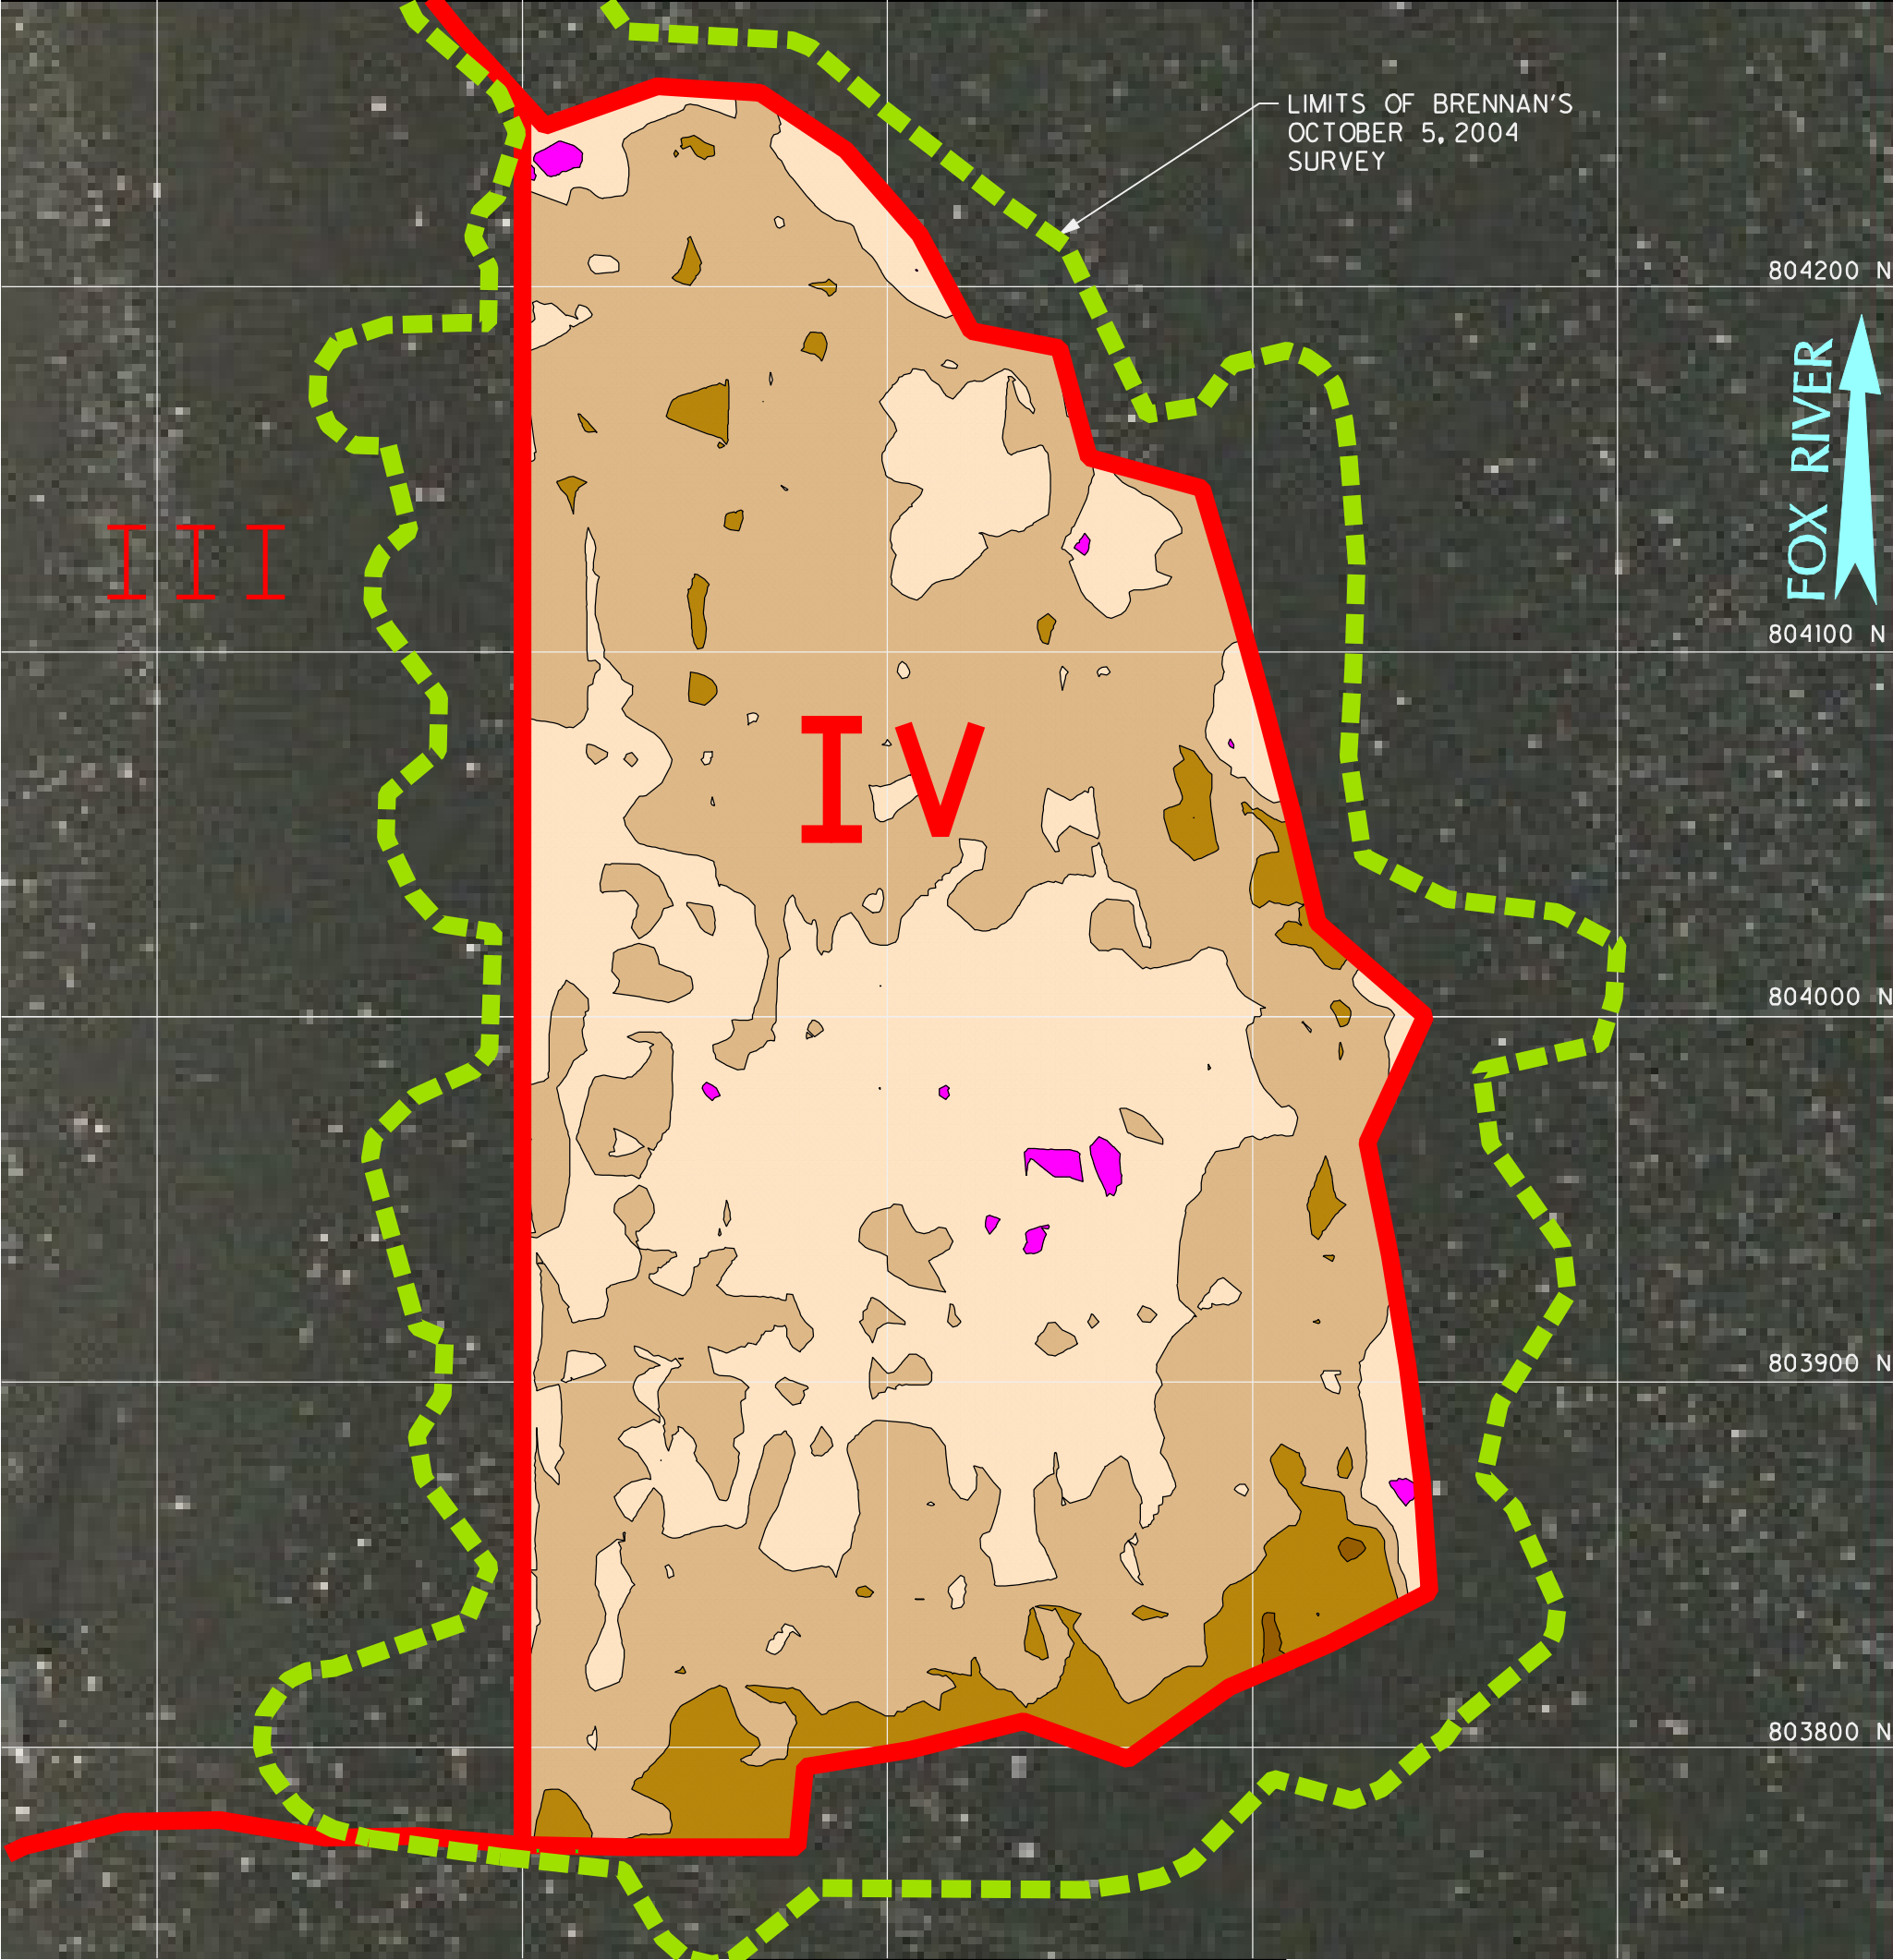 LIMITS OF BRENNAN'S
OCTOBER 5, 2004
SURVEY
804200 N
FOX RIVER
III
804100 N
IV
804000 N
803900 N
803800 N